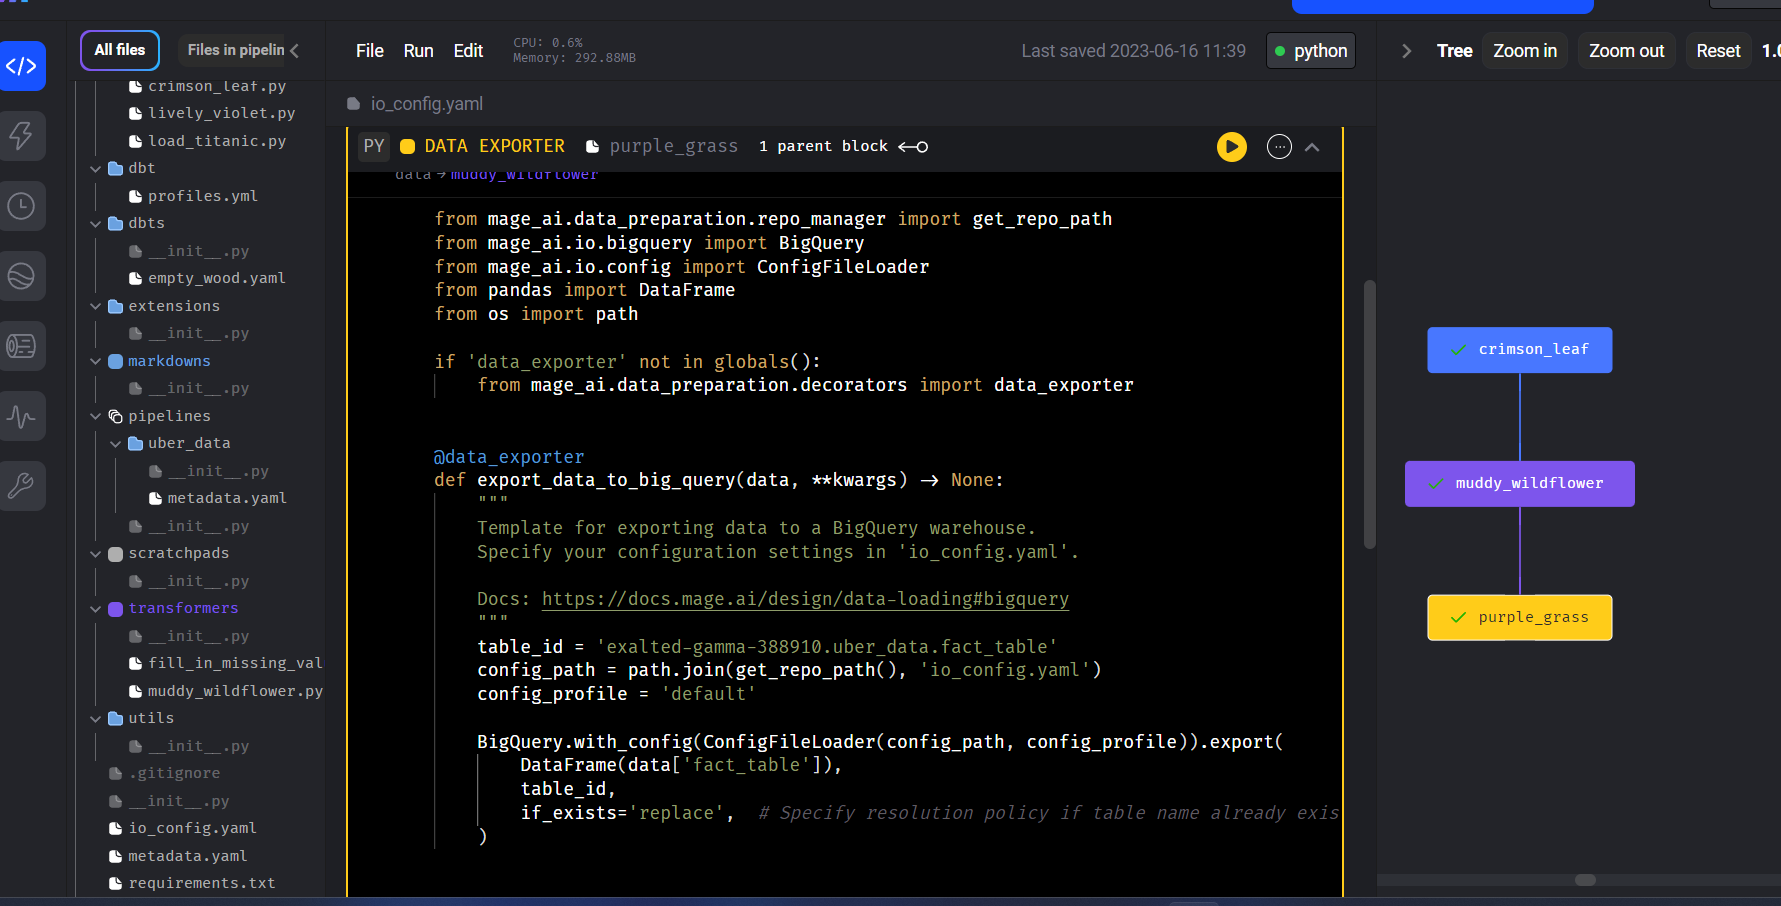 All files
Files in pipelin
File Run Edit
CPU: 0.6%
Memory: 292.88MB
Last saved 2023-06-16 11:39
python
Tree
Zoom in
Zoom out
Reset
1.0
crimson_leaf.py
lively_violet.py
load_titanic.py
dbt
profiles.yml
dbts
__init__.py
empty_wood.yaml
extensions
__init__.py
markdowns
__init__.py
pipelines
uber_data
__init__.py
metadata.yaml
__init__.py
scratchpads
__init__.py
transformers
__init__.py
fill_in_missing_val
muddy_wildflower.py
utils
__init__.py
.gitignore
__init__.py
io_config.yaml
metadata.yaml
requirements.txt
io_config.yaml
PY DATA EXPORTER purple_grass 1 parent block
data → muddy_wildflower
from mage_ai.data_preparation.repo_manager import get_repo_path
from mage_ai.io.bigquery import BigQuery
from mage_ai.io.config import ConfigFileLoader
from pandas import DataFrame
from os import path
if 'data_exporter' not in globals():
from mage_ai.data_preparation.decorators import data_exporter
@data_exporter
def export_data_to_big_query(data, **kwargs) -> None:
"""
Template for exporting data to a BigQuery warehouse.
Specify your configuration settings in 'io_config.yaml'.
Docs: https://docs.mage.ai/design/data-loading#bigquery
"""
table_id = 'exalted-gamma-388910.uber_data.fact_table'
config_path = path.join(get_repo_path(), 'io_config.yaml')
config_profile = 'default'
BigQuery.with_config(ConfigFileLoader(config_path, config_profile)).export(
DataFrame(data['fact_table']),
table_id,
if_exists='replace',  # Specify resolution policy if table name already exis
)
crimson_leaf
muddy_wildflower
purple_grass